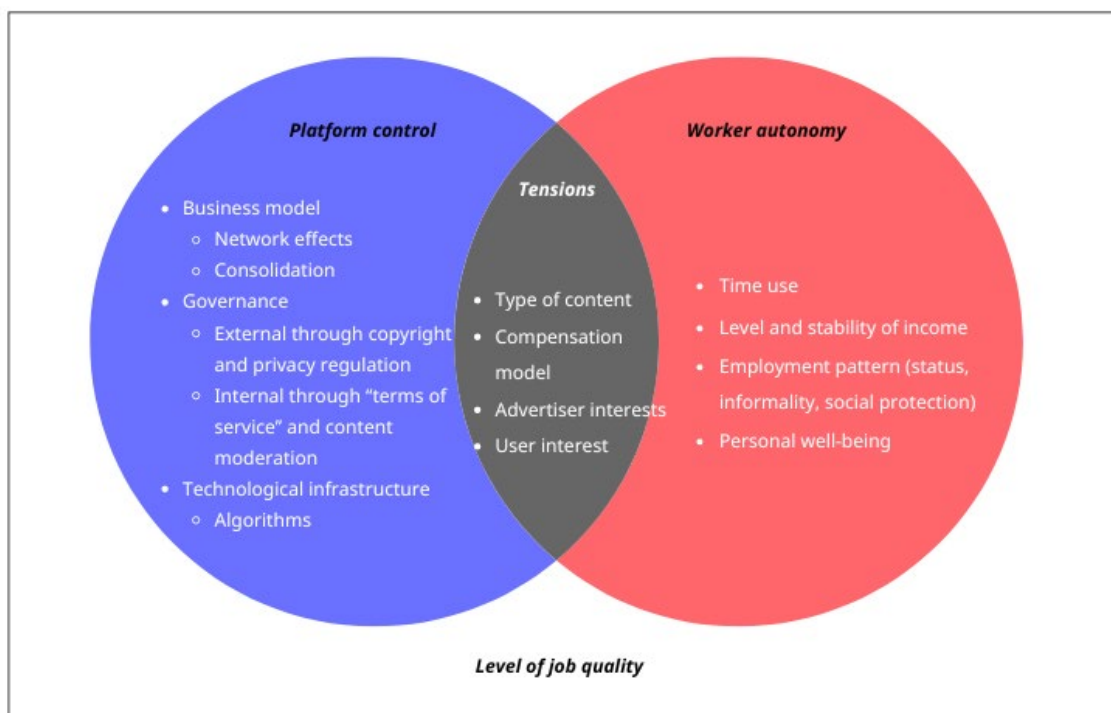 Platform control
• Business model
◦ Network effects
◦ Consolidation
• Governance
◦ External through copyright
and privacy regulation
◦ Internal through “terms of
service” and content
moderation
• Technological infrastructure
◦ Algorithms
Tensions
• Type of content
• Compensation
model
• Advertiser interests
• User interest
Worker autonomy
• Time use
• Level and stability of income
• Employment pattern (status,
informality, social protection)
• Personal well-being
Level of job quality